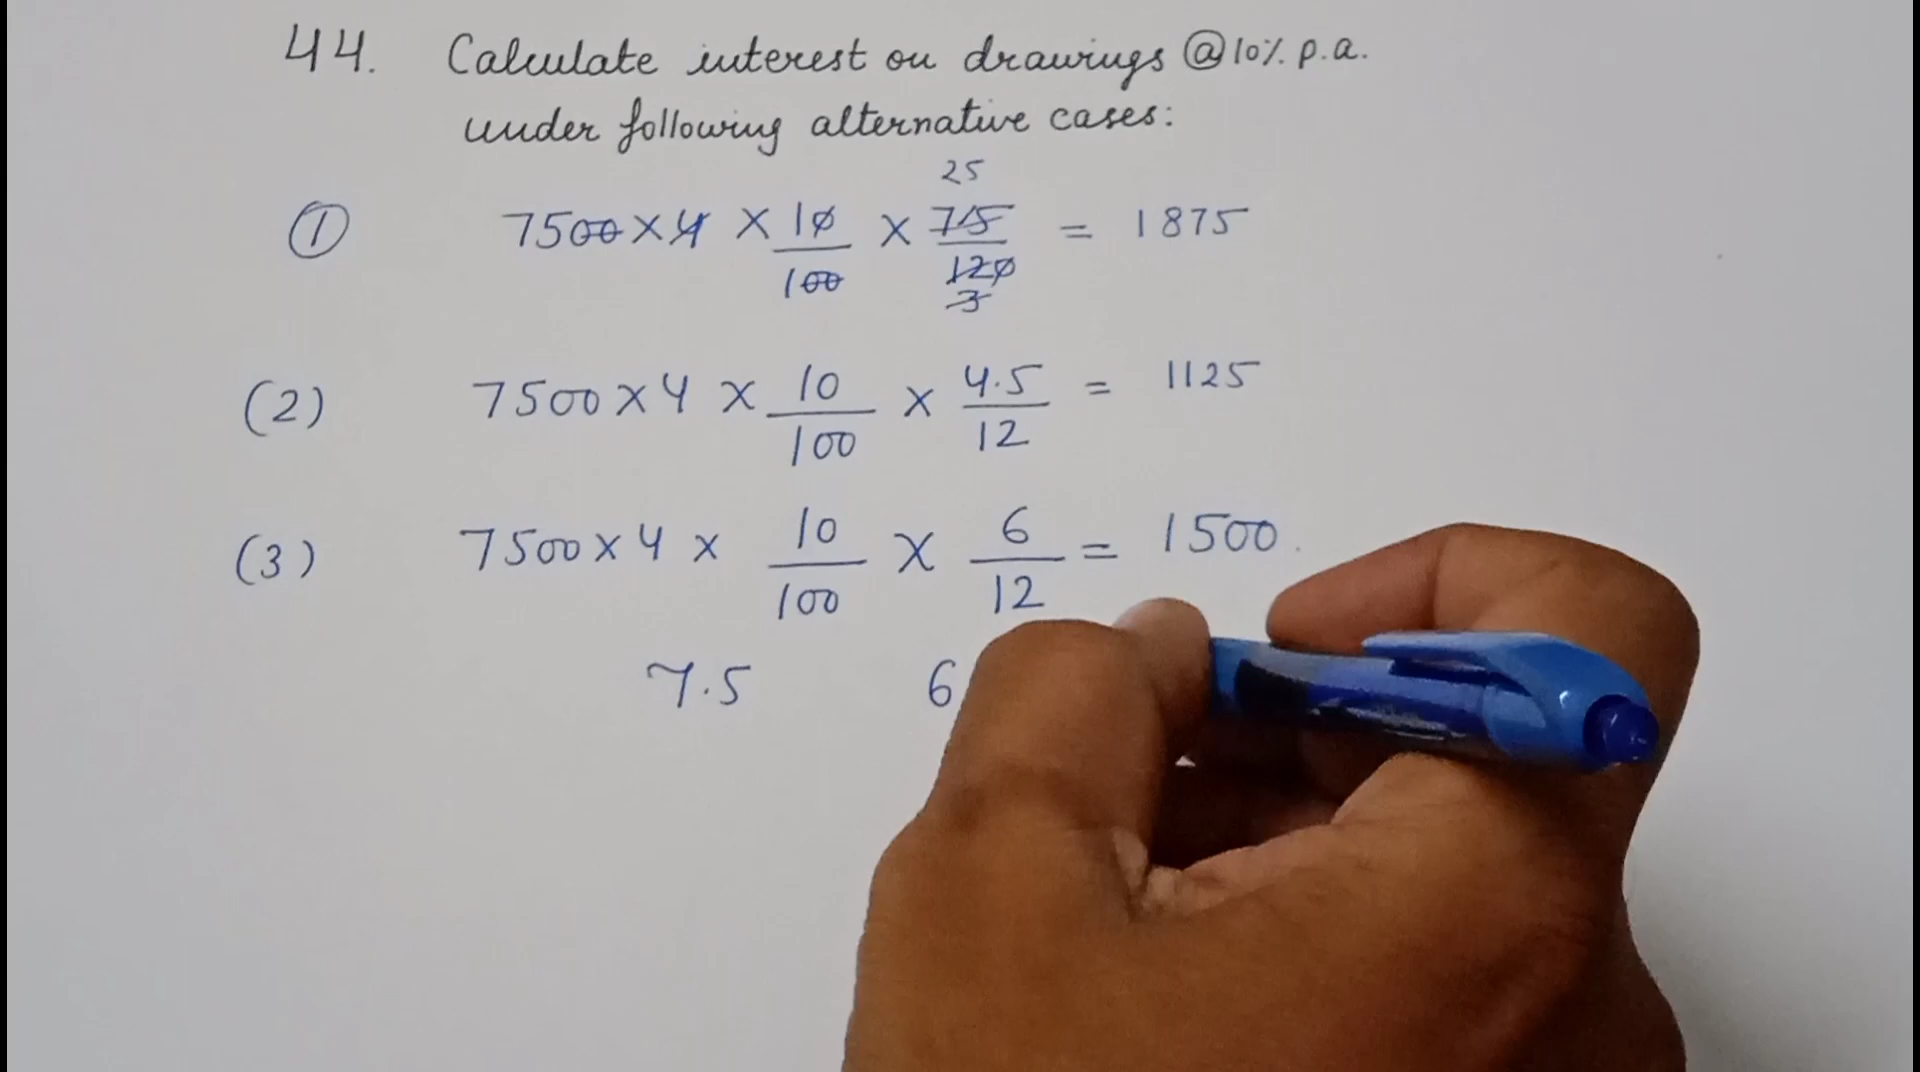 44. Calculate interest on drawings @10% p.a.
under following alternative cases:
25
① 7500 × 4 × 10/100 × 75/120 = 1875
3
(2) 7500 × 4 × 10/100 × 4.5/12 = 1125
(3) 7500 × 4 × 10/100 × 6/12 = 1500
7.5 6